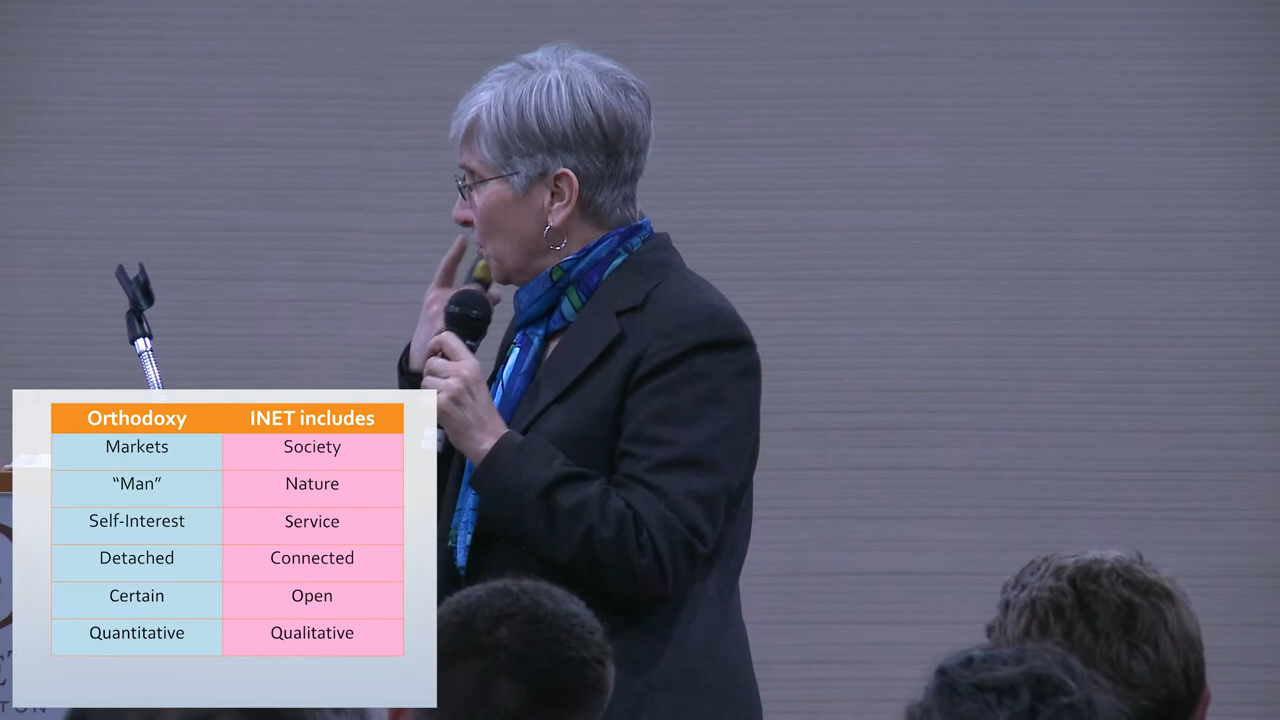 Orthodoxy INET includes
Markets Society
“Man” Nature
Self-Interest Service
Detached Connected
Certain Open
Quantitative Qualitative